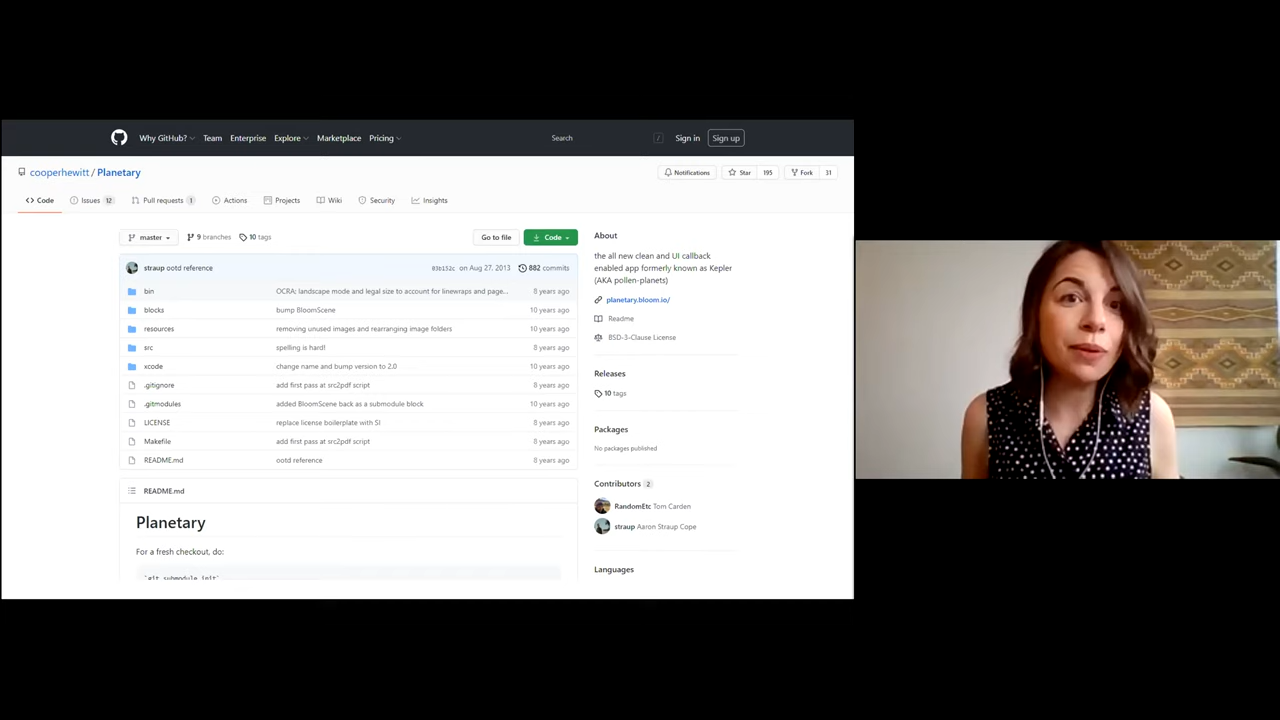 Why GitHub? Team Enterprise Explore Marketplace Pricing Search / Sign in Sign up
cooperhewitt / Planetary Notifications Star 195 Fork 31
Code Issues 12 Pull requests 1 Actions Projects Wiki Security Insights
master 9 branches 10 tags Go to file Code
straup ootd reference 03b152c on Aug 27, 2013 882 commits
bin OCRA; landscape mode and legal size to account for linewraps and page... 8 years ago
blocks bump BloomScene 10 years ago
resources removing unused images and rearranging image folders 10 years ago
src spelling is hard! 8 years ago
xcode change name and bump version to 2.0 10 years ago
.gitignore add first pass at src2pdf script 8 years ago
.gitmodules added BloomScene back as a submodule block 10 years ago
LICENSE replace license boilerplate with SI 8 years ago
Makefile add first pass at src2pdf script 8 years ago
README.md ootd reference 8 years ago
README.md
Planetary
For a fresh checkout, do:
`git submodule init`
About
the all new clean and UI callback
enabled app formerly known as Kepler
(AKA pollen-planets)
planetary.bloom.io/
Readme
BSD-3-Clause License
Releases
10 tags
Packages
No packages published
Contributors 2
RandomEtc Tom Carden
straup Aaron Straup Cope
Languages